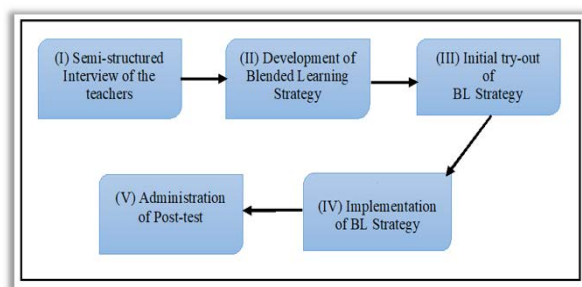 (I) Semi-structured
Interview of the
teachers
(II) Development of
Blended Learning
Strategy
(III) Initial try-out
of
BL Strategy
(IV) Implementation
of BL Strategy
(V) Administration
of Post-test